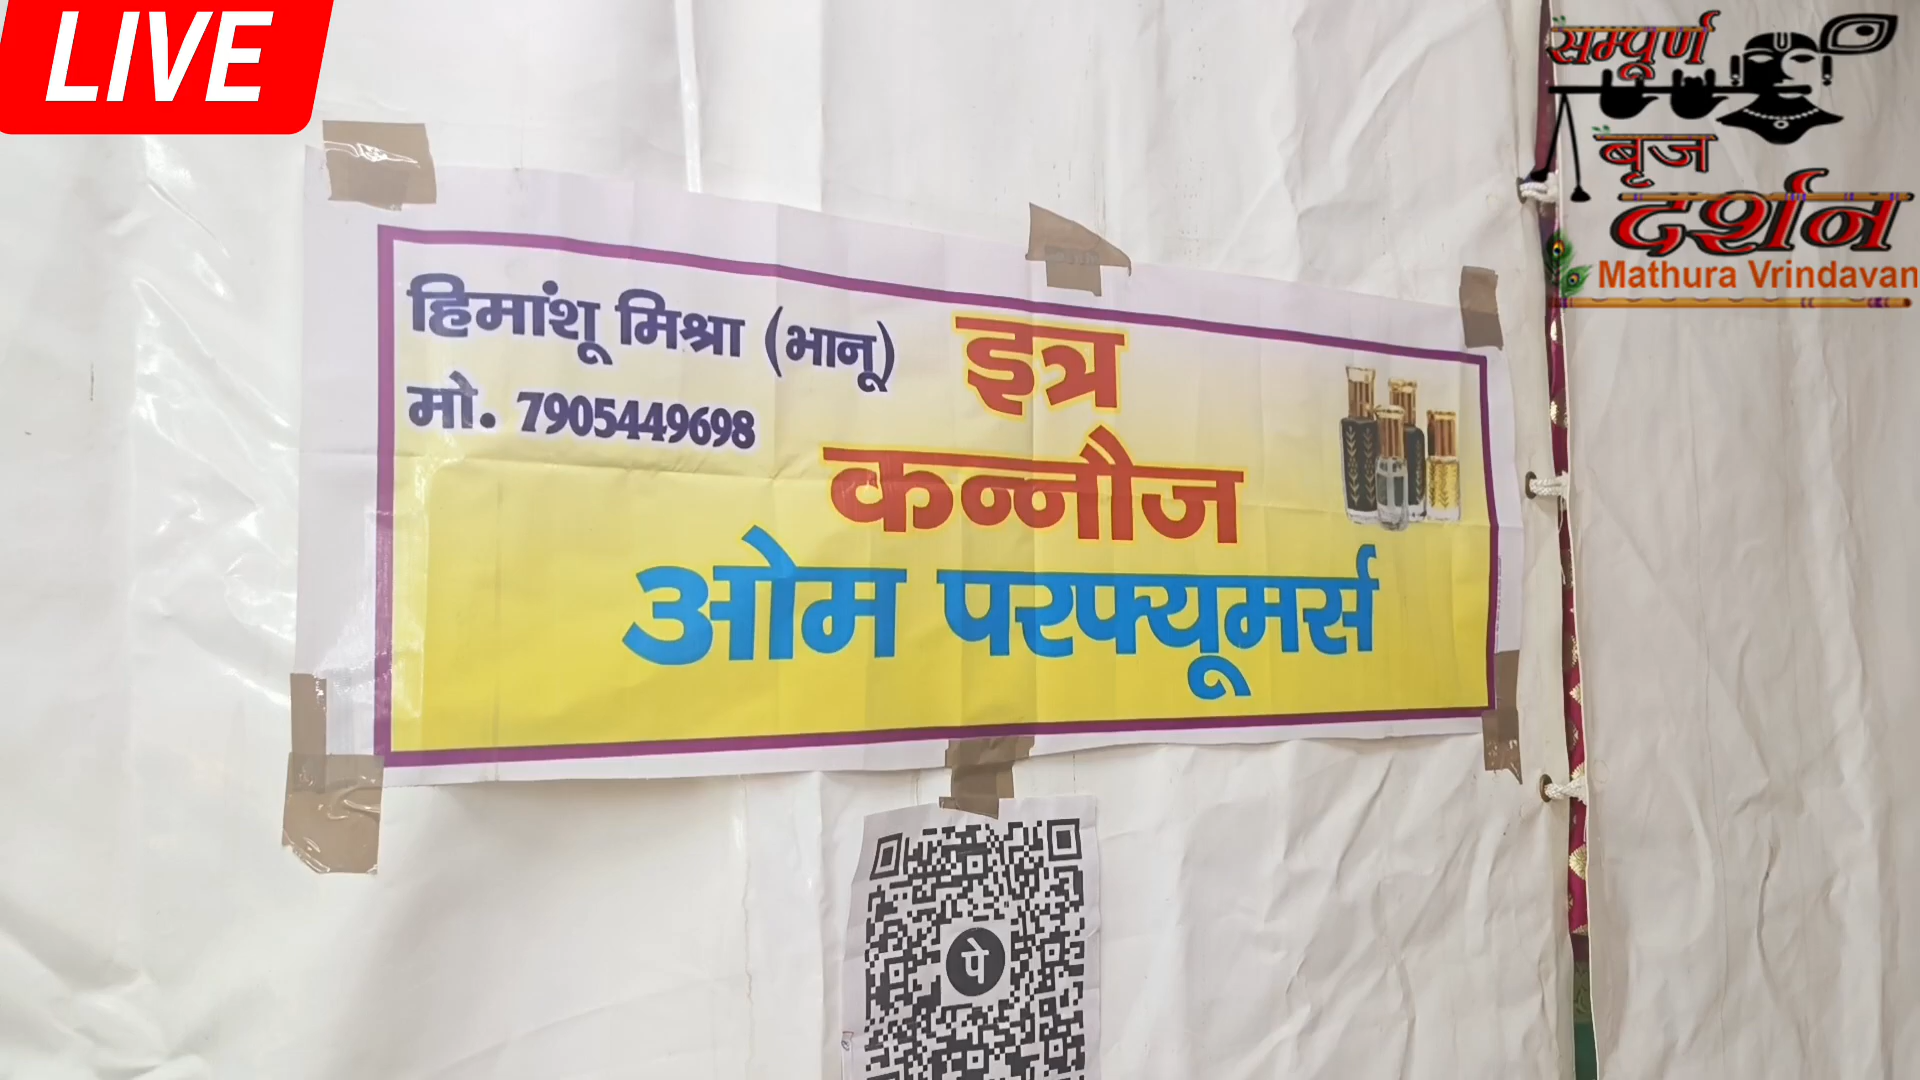 LIVE
सम्पूर्ण
बृज
दर्शन
Mathura Vrindavan
हिमांशू मिश्रा (भानू)
मो. 7905449698
इत्र
कन्नौज
ओम परफ्यूमर्स
पे